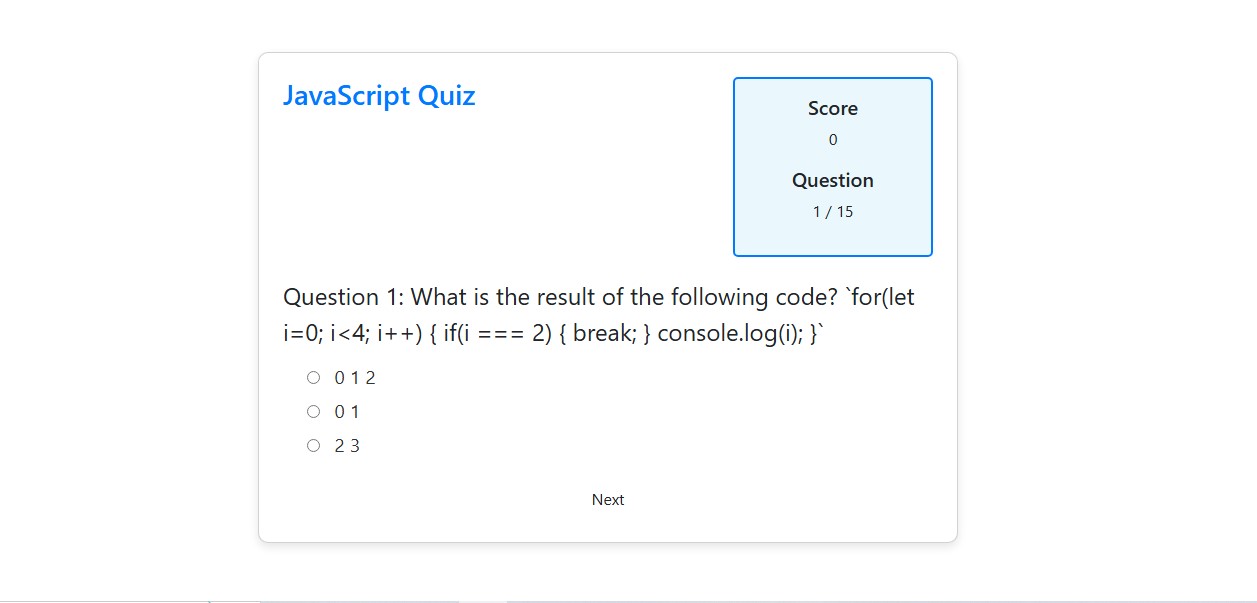 JavaScript Quiz
Score
0
Question
1 / 15
Question 1: What is the result of the following code? `for(let
i=0; i<4; i++) { if(i === 2) { break; } console.log(i); }`
0 1 2
0 1
2 3
Next